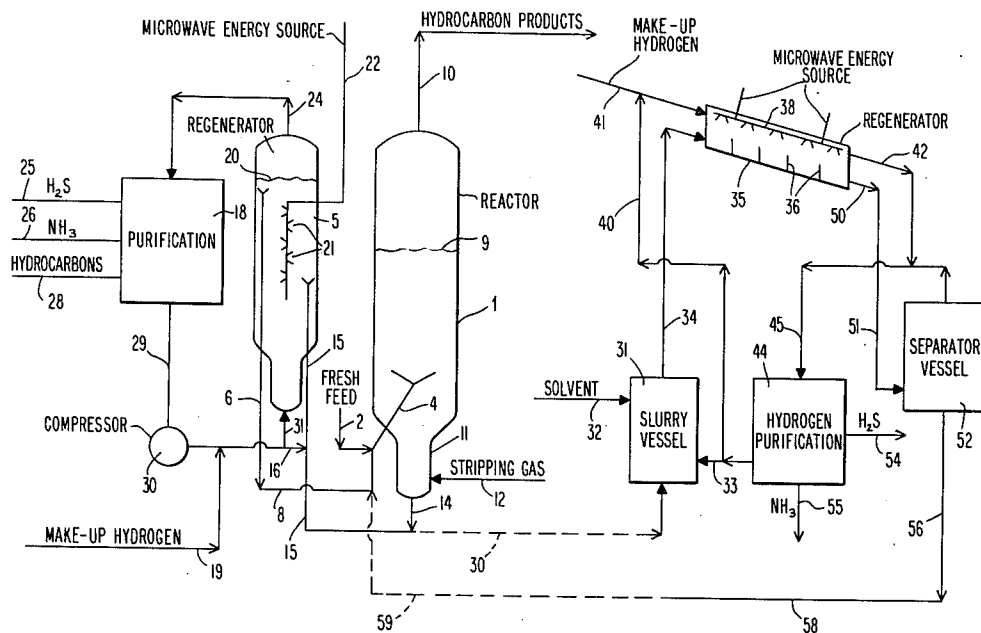 MICROWAVE ENERGY SOURCE
22
HYDROCARBON PRODUCTS
10
MAKE-UP
HYDROGEN
41
MICROWAVE ENERGY
SOURCE
38
REGENERATOR
42
35
36
50
24
REGENERATOR
20
5
21
25
H₂S
26
NH₃
HYDROCARBONS
28
18
PURIFICATION
REACTOR
9
1
40
34
29
6
15
FRESH
FEED
2
4
11
COMPRESSOR
30
31
16
8
15
14
STRIPPING GAS
12
MAKE-UP HYDROGEN
19
SOLVENT
32
31
SLURRY
VESSEL
33
45
44
HYDROGEN
PURIFICATION
H₂S
54
NH₃
55
51
SEPARATOR
VESSEL
52
56
30
59
58